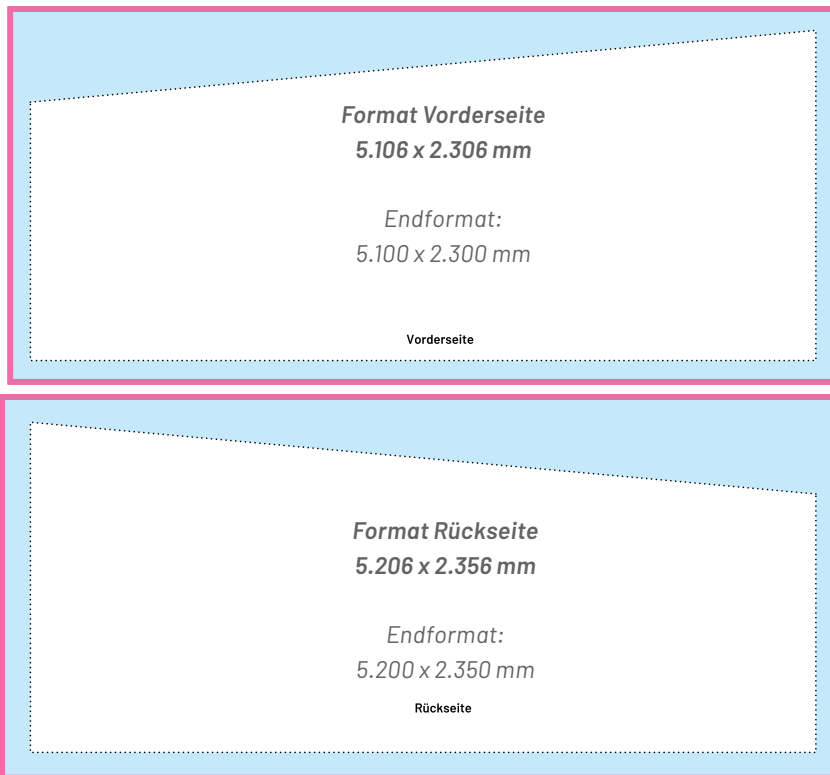 Format Vorderseite
5.106 x 2.306 mm
Endformat:
5.100 x 2.300 mm
Vorderseite
Format Rückseite
5.206 x 2.356 mm
Endformat:
5.200 x 2.350 mm
Rückseite